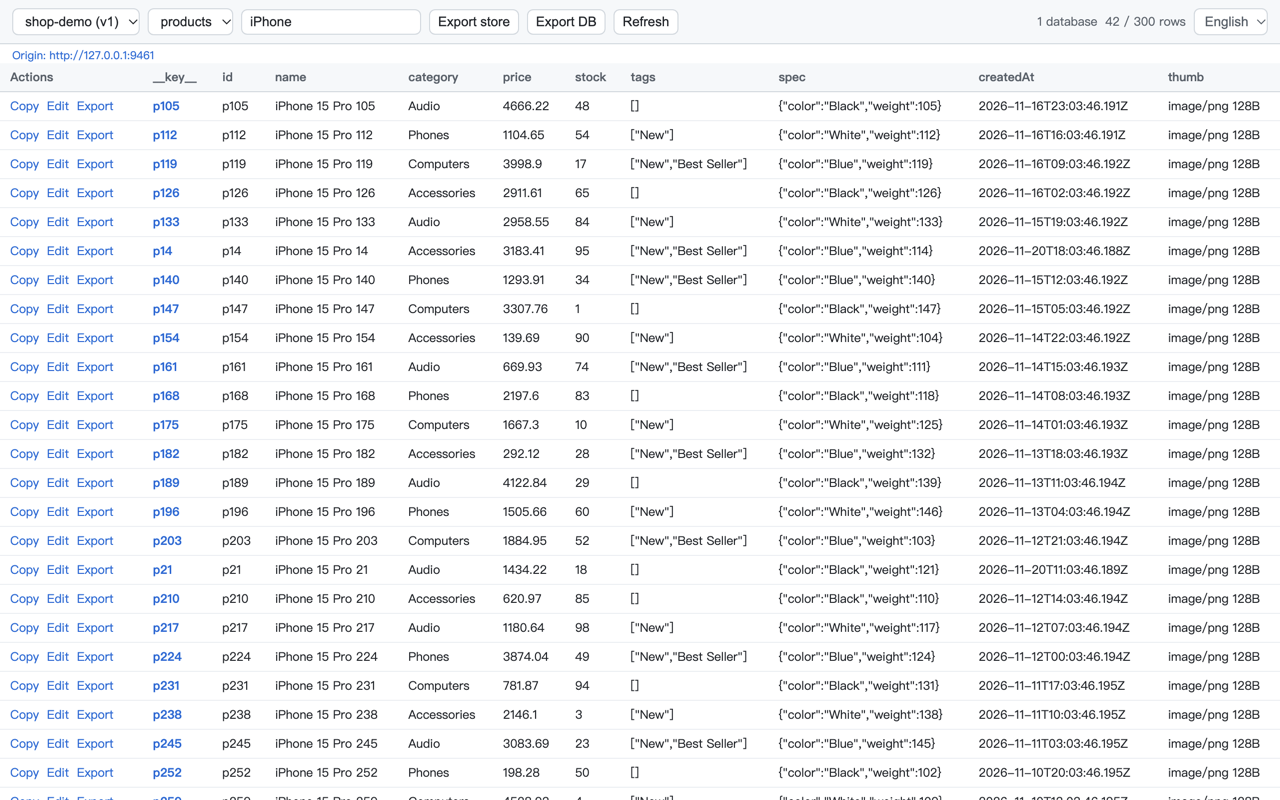 shop-demo (v1) products iPhone Export store Export DB Refresh 1 database 42 / 300 rows English
Origin: http://127.0.0.1:9461
Actions __key__ id name category price stock tags spec createdAt thumb
Copy Edit Export p105 p105 iPhone 15 Pro 105 Audio 4666.22 48 [] {"color":"Black","weight":105} 2026-11-16T23:03:46.191Z image/png 128B
Copy Edit Export p112 p112 iPhone 15 Pro 112 Phones 1104.65 54 ["New"] {"color":"White","weight":112} 2026-11-16T16:03:46.191Z image/png 128B
Copy Edit Export p119 p119 iPhone 15 Pro 119 Computers 3998.9 17 ["New","Best Seller"] {"color":"Blue","weight":119} 2026-11-16T09:03:46.192Z image/png 128B
Copy Edit Export p126 p126 iPhone 15 Pro 126 Accessories 2911.61 65 [] {"color":"Black","weight":126} 2026-11-16T02:03:46.192Z image/png 128B
Copy Edit Export p133 p133 iPhone 15 Pro 133 Audio 2958.55 84 ["New"] {"color":"White","weight":133} 2026-11-15T19:03:46.192Z image/png 128B
Copy Edit Export p14 p14 iPhone 15 Pro 14 Accessories 3183.41 95 ["New","Best Seller"] {"color":"Blue","weight":114} 2026-11-20T18:03:46.188Z image/png 128B
Copy Edit Export p140 p140 iPhone 15 Pro 140 Phones 1293.91 34 ["New","Best Seller"] {"color":"Blue","weight":140} 2026-11-15T12:03:46.192Z image/png 128B
Copy Edit Export p147 p147 iPhone 15 Pro 147 Computers 3307.76 1 [] {"color":"Black","weight":147} 2026-11-15T05:03:46.192Z image/png 128B
Copy Edit Export p154 p154 iPhone 15 Pro 154 Accessories 139.69 90 ["New"] {"color":"White","weight":104} 2026-11-14T22:03:46.192Z image/png 128B
Copy Edit Export p161 p161 iPhone 15 Pro 161 Audio 669.93 74 ["New","Best Seller"] {"color":"Blue","weight":111} 2026-11-14T15:03:46.193Z image/png 128B
Copy Edit Export p168 p168 iPhone 15 Pro 168 Phones 2197.6 83 [] {"color":"Black","weight":118} 2026-11-14T08:03:46.193Z image/png 128B
Copy Edit Export p175 p175 iPhone 15 Pro 175 Computers 1667.3 10 ["New"] {"color":"White","weight":125} 2026-11-14T01:03:46.193Z image/png 128B
Copy Edit Export p182 p182 iPhone 15 Pro 182 Accessories 292.12 28 ["New","Best Seller"] {"color":"Blue","weight":132} 2026-11-13T18:03:46.193Z image/png 128B
Copy Edit Export p189 p189 iPhone 15 Pro 189 Audio 4122.84 29 [] {"color":"Black","weight":139} 2026-11-13T11:03:46.194Z image/png 128B
Copy Edit Export p196 p196 iPhone 15 Pro 196 Phones 1505.66 60 ["New"] {"color":"White","weight":146} 2026-11-13T04:03:46.194Z image/png 128B
Copy Edit Export p203 p203 iPhone 15 Pro 203 Computers 1884.95 52 ["New","Best Seller"] {"color":"Blue","weight":103} 2026-11-12T21:03:46.194Z image/png 128B
Copy Edit Export p21 p21 iPhone 15 Pro 21 Audio 1434.22 18 [] {"color":"Black","weight":121} 2026-11-20T11:03:46.189Z image/png 128B
Copy Edit Export p210 p210 iPhone 15 Pro 210 Accessories 620.97 85 [] {"color":"Black","weight":110} 2026-11-12T14:03:46.194Z image/png 128B
Copy Edit Export p217 p217 iPhone 15 Pro 217 Audio 1180.64 98 ["New"] {"color":"White","weight":117} 2026-11-12T07:03:46.194Z image/png 128B
Copy Edit Export p224 p224 iPhone 15 Pro 224 Phones 3874.04 49 ["New","Best Seller"] {"color":"Blue","weight":124} 2026-11-12T00:03:46.194Z image/png 128B
Copy Edit Export p231 p231 iPhone 15 Pro 231 Computers 781.87 94 [] {"color":"Black","weight":131} 2026-11-11T17:03:46.195Z image/png 128B
Copy Edit Export p238 p238 iPhone 15 Pro 238 Accessories 2146.1 3 ["New"] {"color":"White","weight":138} 2026-11-11T10:03:46.195Z image/png 128B
Copy Edit Export p245 p245 iPhone 15 Pro 245 Audio 3083.69 23 ["New","Best Seller"] {"color":"Blue","weight":145} 2026-11-11T03:03:46.195Z image/png 128B
Copy Edit Export p252 p252 iPhone 15 Pro 252 Phones 198.28 50 [] {"color":"Black","weight":102} 2026-11-10T20:03:46.195Z image/png 128B